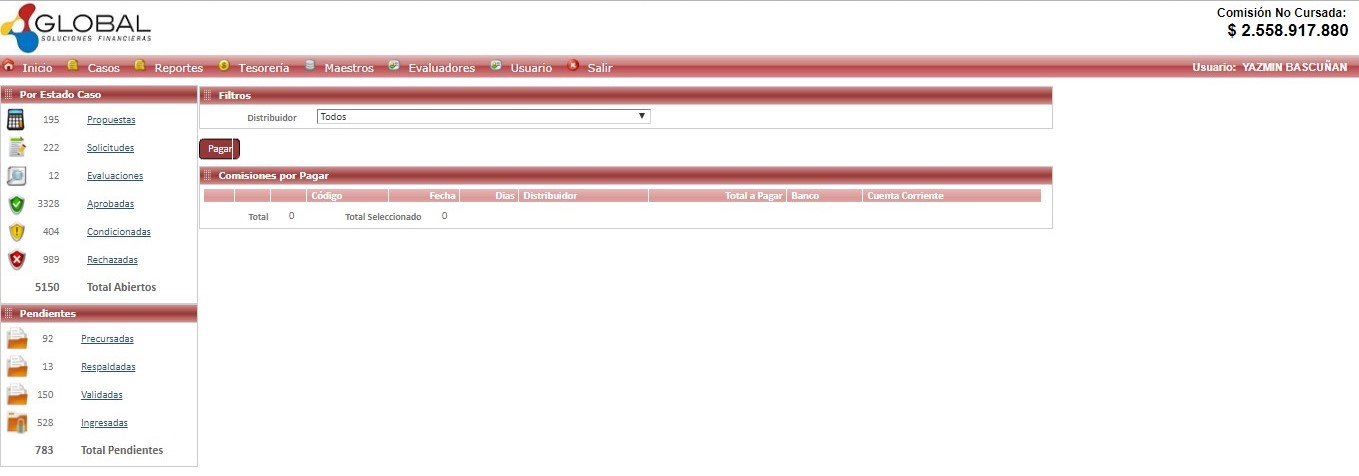 GLOBAL
SOLUCIONES FINANCIERAS
Comisión No Cursada:
$ 2.558.917.880
Inicio Casos Reportes Tesorería Maestros Evaluadores Usuario Salir Usuario: YAZMIN BASCUÑAN
Por Estado Caso
195 Propuestas
222 Solicitudes
12 Evaluaciones
3328 Aprobadas
404 Condicionadas
989 Rechazadas
5150 Total Abiertos
Pendientes
92 Precursadas
13 Respaldadas
150 Validadas
528 Ingresadas
783 Total Pendientes
Filtros
Distribuidor Todos
Pagar
Comisiones por Pagar
Código Fecha Días Distribuidor Total a Pagar Banco Cuenta Corriente
Total 0 Total Seleccionado 0